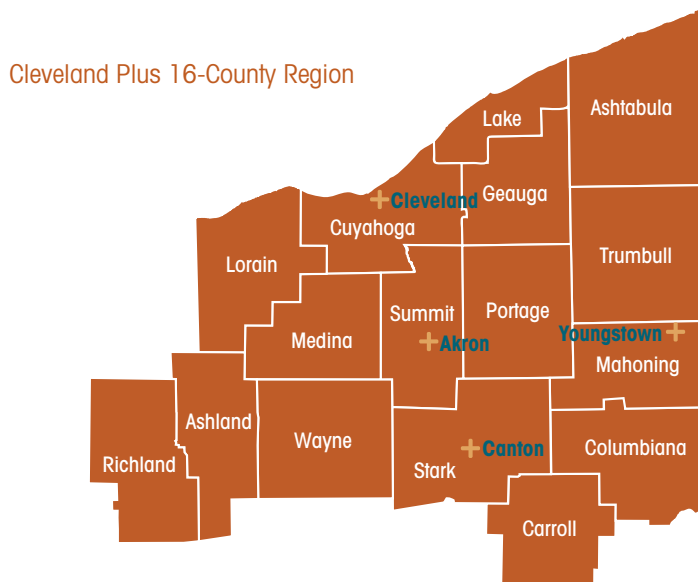 Cleveland Plus 16-County Region
Ashtabula
Lake
Geauga
Cleveland
Cuyahoga
Trumbull
Lorain
Portage
Summit
Youngstown
Medina
Akron
Mahoning
Ashland
Wayne
Canton
Columbiana
Richland
Stark
Carroll